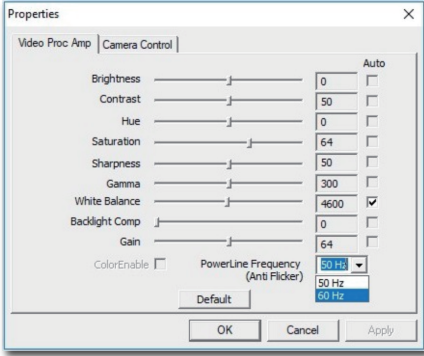 Properties
Video Proc Amp Camera Control
Auto
Brightness 0
Contrast 50
Hue 0
Saturation 64
Sharpness 50
Gamma 300
White Balance 4600
Backlight Comp 0
Gain 64
ColorEnable PowerLine Frequency 50 Hz
(Anti Flicker)
50 Hz
60 Hz
Default
OK Cancel Apply